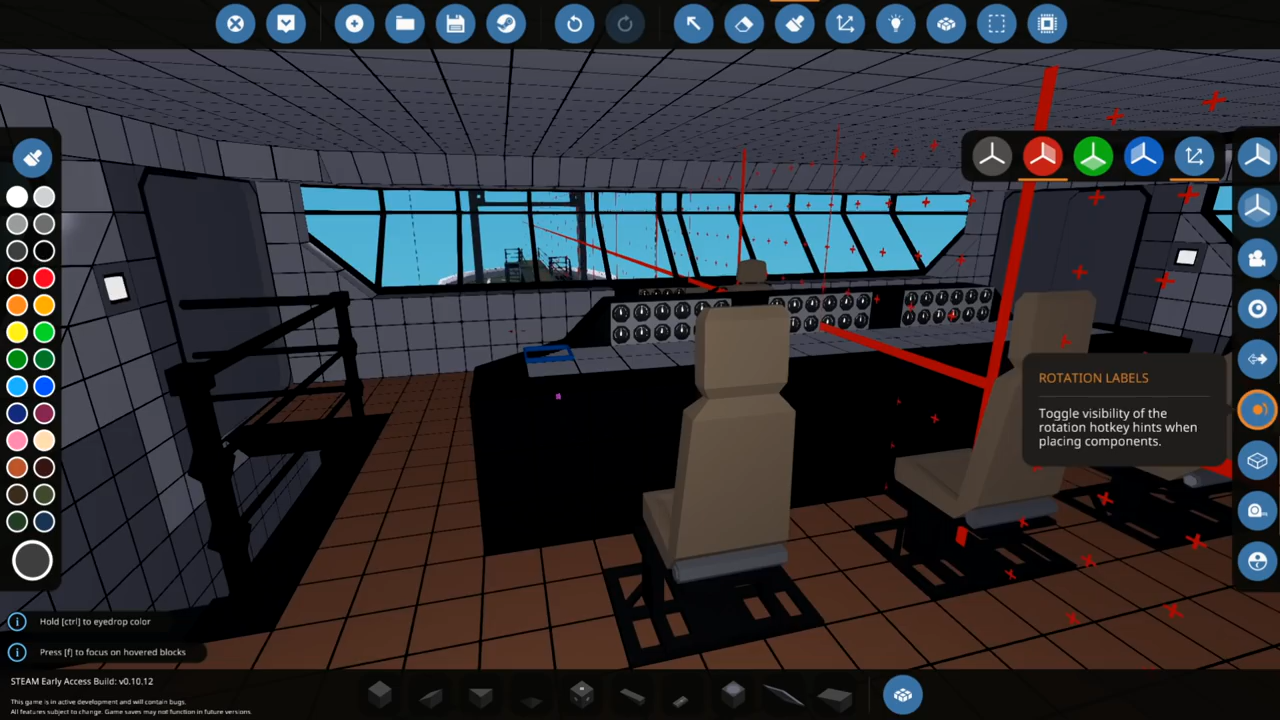 ROTATION LABELS
Toggle visibility of the
rotation hotkey hints when
placing components.
Hold [ctrl] to eyedrop color
Press [f] to focus on hovered blocks
STEAM Early Access Build: v0.10.12
This game is in active development and will contain bugs.
All features subject to change. Game saves may not function in future versions